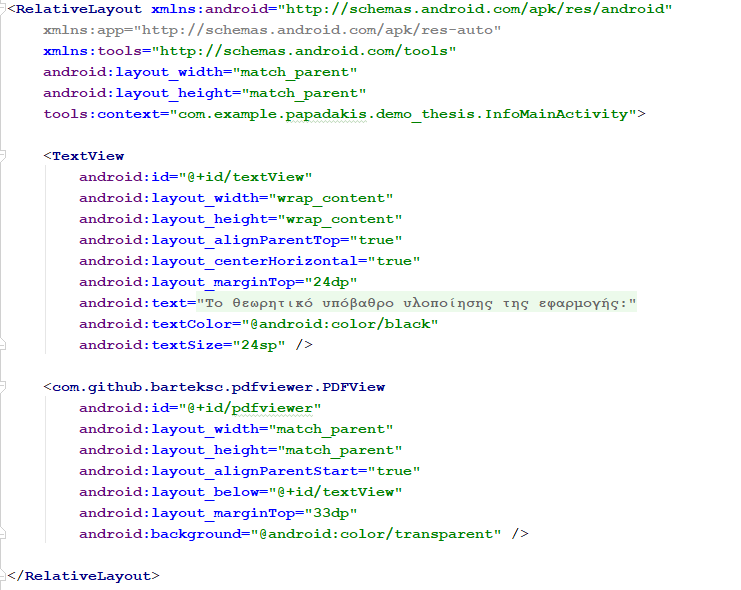 <RelativeLayout xmlns:android="http://schemas.android.com/apk/res/android"
    xmlns:app="http://schemas.android.com/apk/res-auto"
    xmlns:tools="http://schemas.android.com/tools"
    android:layout_width="match_parent"
    android:layout_height="match_parent"
    tools:context="com.example.papadakis.demo_thesis.InfoMainActivity">

    <TextView
        android:id="@+id/textView"
        android:layout_width="wrap_content"
        android:layout_height="wrap_content"
        android:layout_alignParentTop="true"
        android:layout_centerHorizontal="true"
        android:layout_marginTop="24dp"
        android:text="Το θεωρητικό υπόβαθρο υλοποίησης της εφαρμογής:"
        android:textColor="@android:color/black"
        android:textSize="24sp" />

    <com.github.barteksc.pdfviewer.PDFView
        android:id="@+id/pdfviewer"
        android:layout_width="match_parent"
        android:layout_height="match_parent"
        android:layout_alignParentStart="true"
        android:layout_below="@+id/textView"
        android:layout_marginTop="33dp"
        android:background="@android:color/transparent" />

</RelativeLayout>